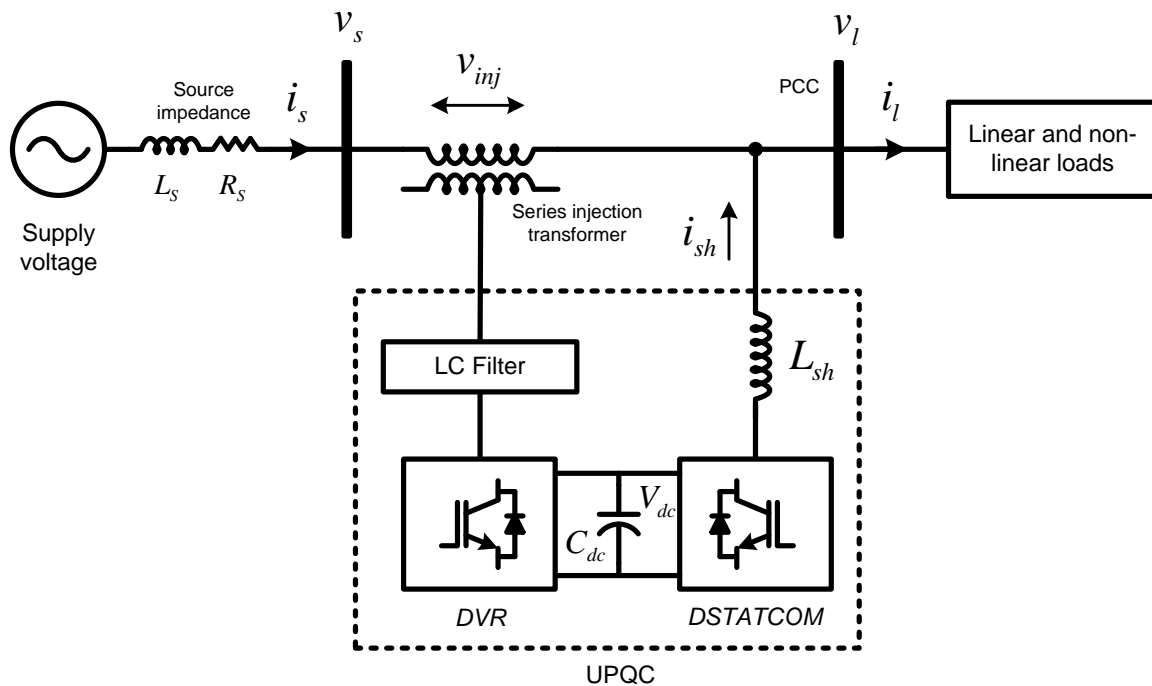 v_s
v_l
v_inj
PCC
Source
impedance
i_s
i_l
Linear and non-
linear loads
L_S
R_S
Series injection
transformer
Supply
voltage
i_sh
LC Filter
L_sh
V_dc
C_dc
DVR
DSTATCOM
UPQC